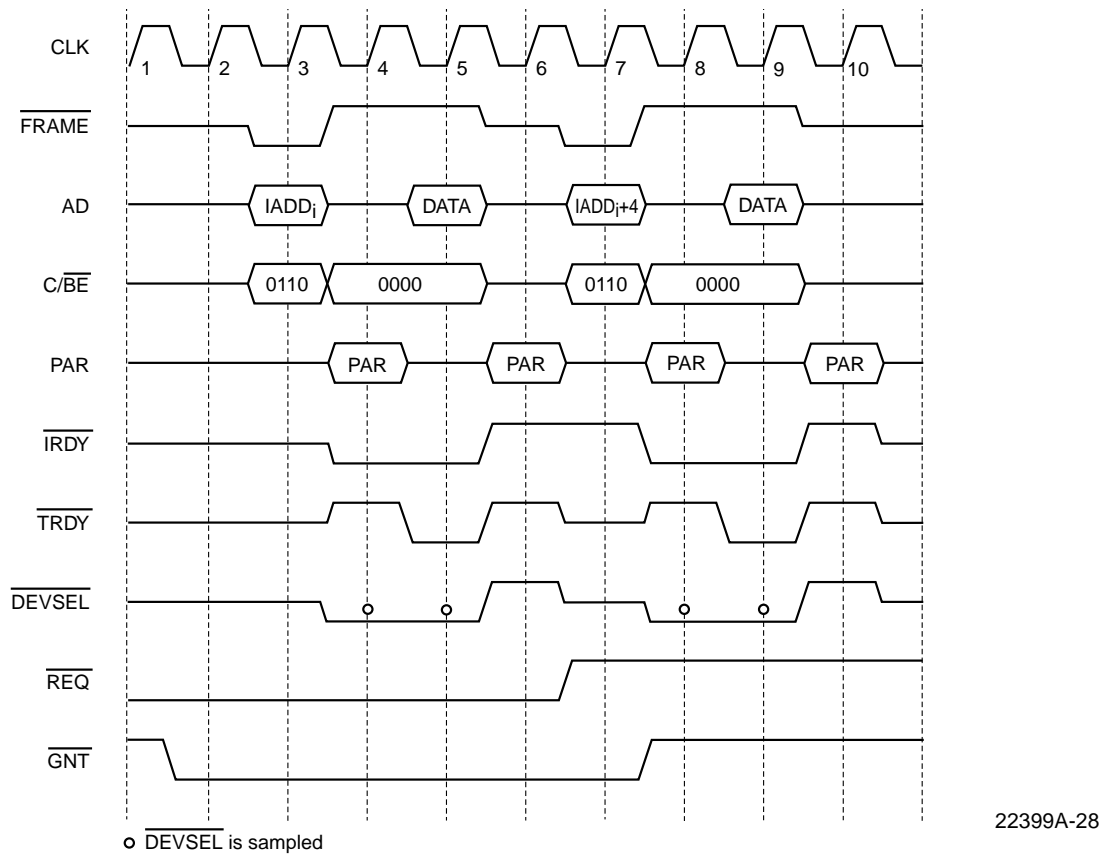 CLK
1 2 3 4 5 6 7 8 9 10
FRAME
AD
IADDi DATA IADDi+4 DATA
C/BE
0110 0000 0110 0000
PAR
PAR PAR PAR PAR
IRDY
TRDY
DEVSEL
REQ
GNT
DEVSEL is sampled
22399A-28